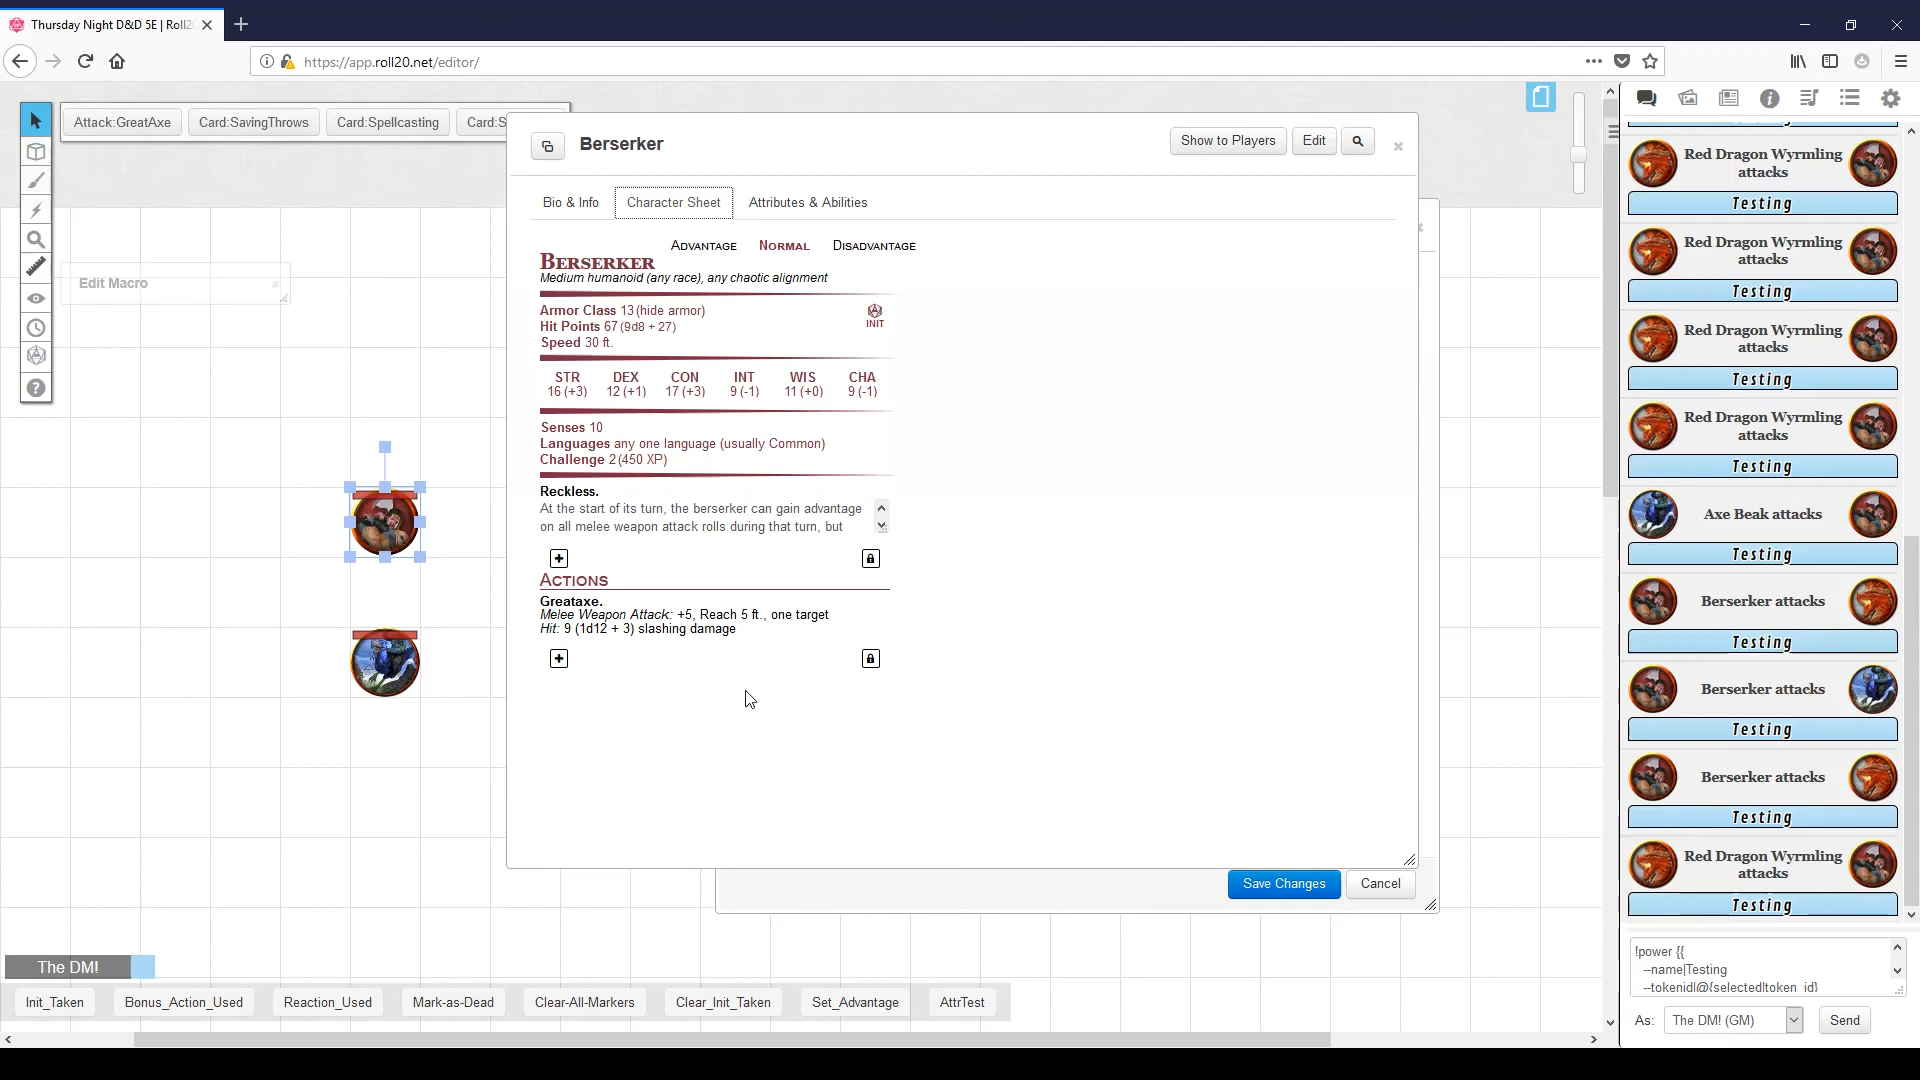 Thursday Night D&D 5E | Roll2
https://app.roll20.net/editor/
Attack:GreatAxe
Card:SavingThrows
Card:Spellcasting
Card:S
Edit Macro
Berserker
Show to Players
Edit
Bio & Info
Character Sheet
Attributes & Abilities
ADVANTAGE
NORMAL
DISADVANTAGE
BERSERKER
Medium humanoid (any race), any chaotic alignment
Armor Class 13 (hide armor)
Hit Points 67 (9d8 + 27)
Speed 30 ft.
INIT
STR DEX CON INT WIS CHA
16 (+3) 12 (+1) 17 (+3) 9 (-1) 11 (+0) 9 (-1)
Senses 10
Languages any one language (usually Common)
Challenge 2 (450 XP)
Reckless.
At the start of its turn, the berserker can gain advantage
on all melee weapon attack rolls during that turn, but
ACTIONS
Greataxe.
Melee Weapon Attack: +5, Reach 5 ft., one target
Hit: 9 (1d12 + 3) slashing damage
Save Changes
Cancel
The DM!
Init_Taken
Bonus_Action_Used
Reaction_Used
Mark-as-Dead
Clear-All-Markers
Clear_Init_Taken
Set_Advantage
AttrTest
Red Dragon Wyrmling
attacks
Testing
Red Dragon Wyrmling
attacks
Testing
Red Dragon Wyrmling
attacks
Testing
Red Dragon Wyrmling
attacks
Testing
Axe Beak attacks
Testing
Berserker attacks
Testing
Berserker attacks
Testing
Berserker attacks
Testing
Red Dragon Wyrmling
attacks
Testing
!power {{
--name|Testing
--tokenid|@{selected|token_id}
As:
The DM! (GM)
Send